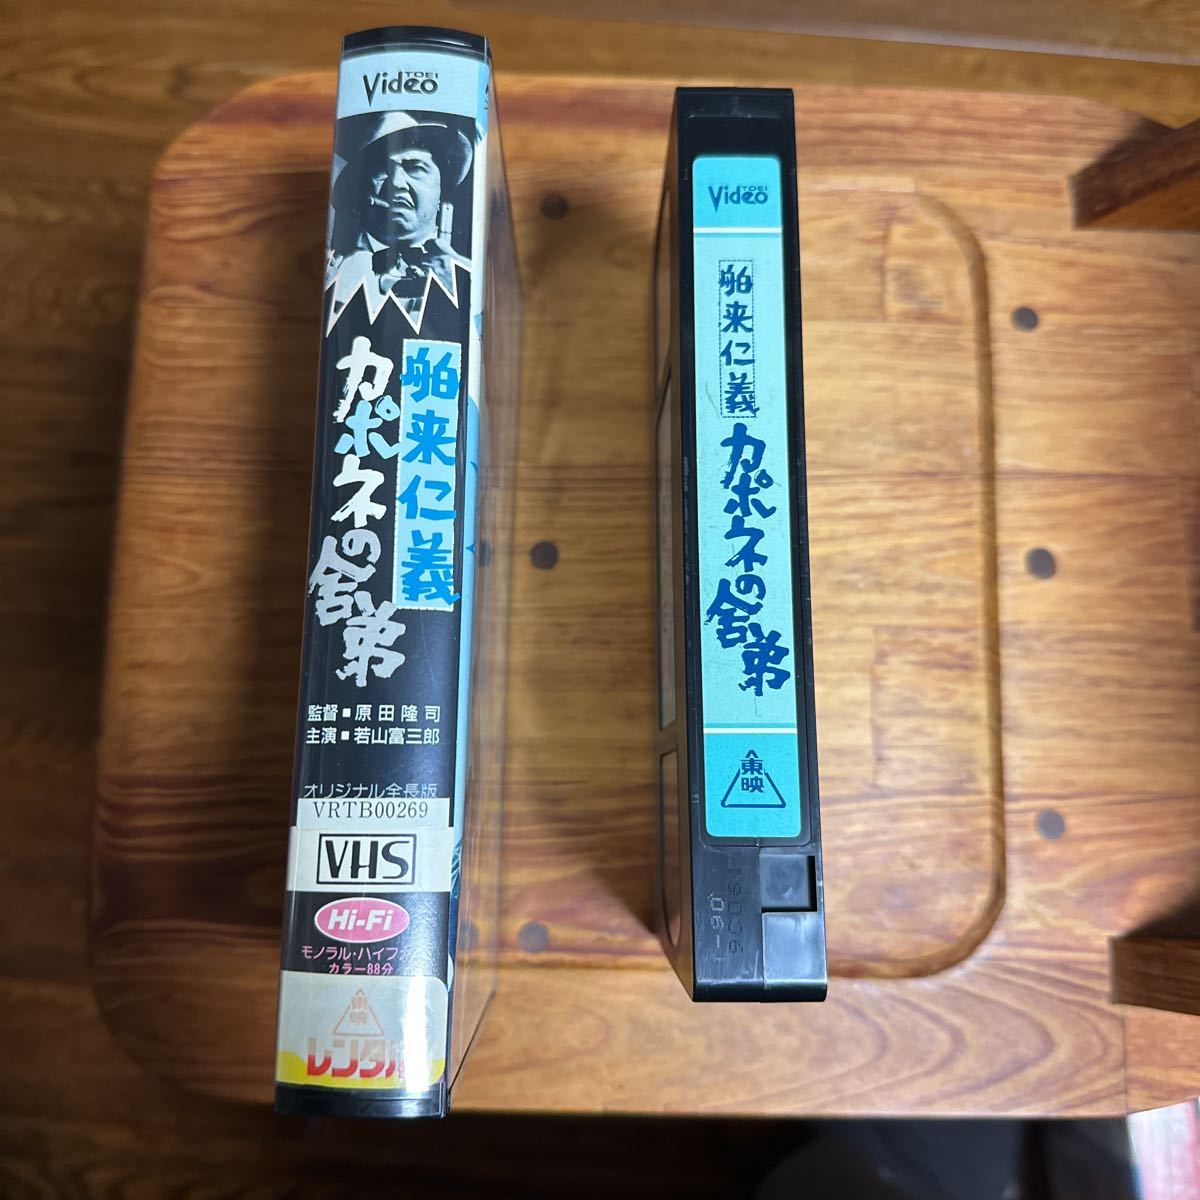 TOEI
Video
舶来仁義
カポネの舎弟
監督■原田隆司
主演■若山富三郎
オリジナル全長版
VRTB00269
VHS
Hi-Fi
モノラル・ハイファ
カラー88分
東映
レンタル
TOEI
Video
舶来仁義
カポネの舎弟
東映